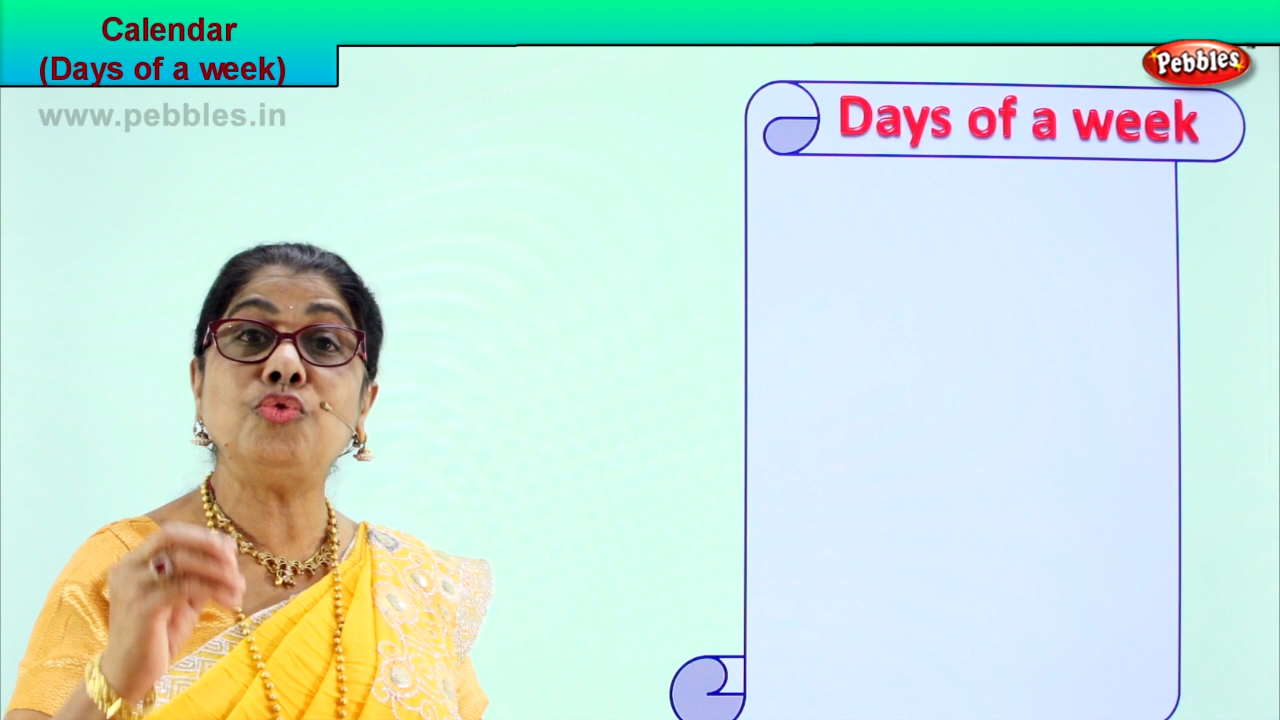 Calendar
(Days of a week)
www.pebbles.in
Pebbles
Days of a week